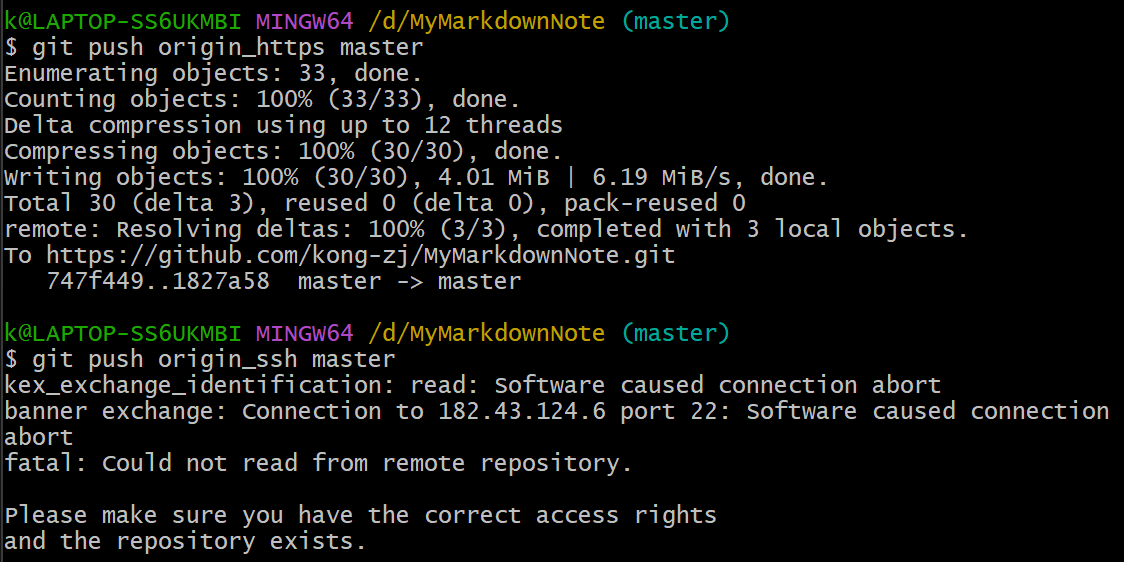 k@LAPTOP-SS6UKMBI MINGW64 /d/MyMarkdownNote (master)
$ git push origin_https master
Enumerating objects: 33, done.
Counting objects: 100% (33/33), done.
Delta compression using up to 12 threads
Compressing objects: 100% (30/30), done.
Writing objects: 100% (30/30), 4.01 MiB | 6.19 MiB/s, done.
Total 30 (delta 3), reused 0 (delta 0), pack-reused 0
remote: Resolving deltas: 100% (3/3), completed with 3 local objects.
To https://github.com/kong-zj/MyMarkdownNote.git
   747f449..1827a58  master -> master
k@LAPTOP-SS6UKMBI MINGW64 /d/MyMarkdownNote (master)
$ git push origin_ssh master
kex_exchange_identification: read: Software caused connection abort
banner exchange: Connection to 182.43.124.6 port 22: Software caused connection
abort
fatal: Could not read from remote repository.
Please make sure you have the correct access rights
and the repository exists.